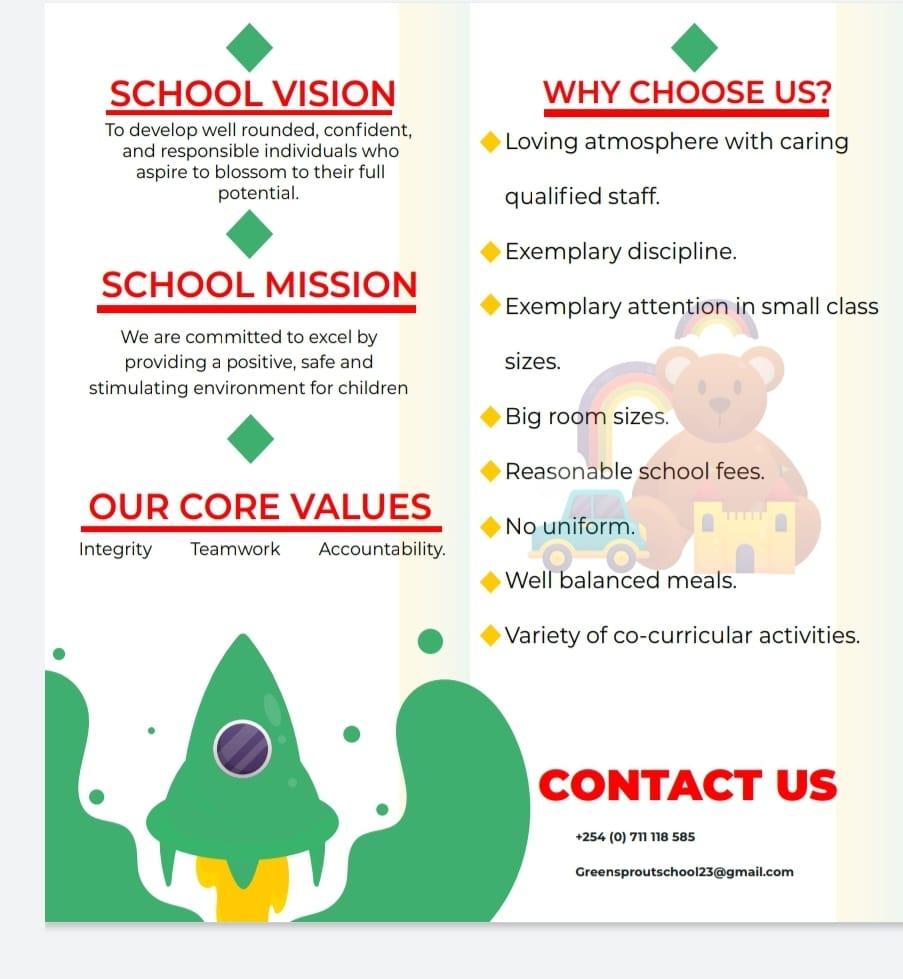 SCHOOL VISION
To develop well rounded, confident,
and responsible individuals who
aspire to blossom to their full
potential.
SCHOOL MISSION
We are committed to excel by
providing a positive, safe and
stimulating environment for children
OUR CORE VALUES
Integrity Teamwork Accountability.
WHY CHOOSE US?
Loving atmosphere with caring
qualified staff.
Exemplary discipline.
Exemplary attention in small class
sizes.
Big room sizes.
Reasonable school fees.
No uniform.
Well balanced meals.
Variety of co-curricular activities.
CONTACT US
+254 (0) 711 118 585
Greensproutschool23@gmail.com